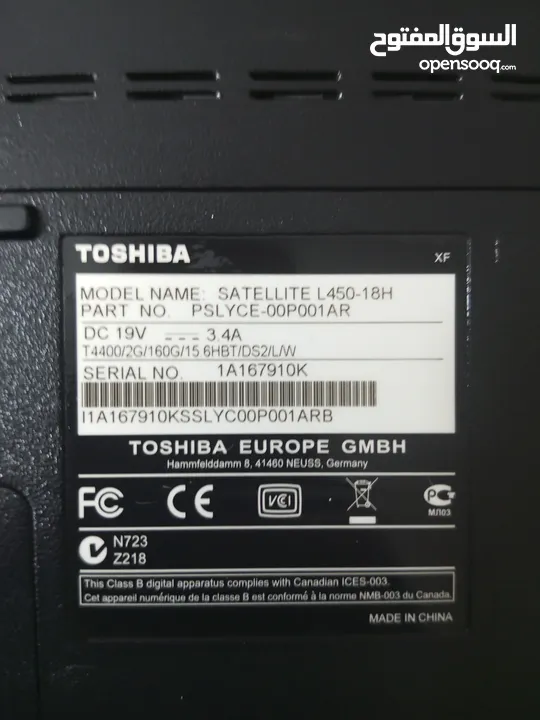 السوق المفتوح
opensooq.com
TOSHIBA
XF
MODEL NAME: SATELLITE L450-18H
PART NO. PSLYCE-00P001AR
DC 19V 3.4A
T4400/2G/160G/15 6HBT/DS2/L/W
SERIAL NO. 1A167910K
I1A167910KSSLYC00P001ARB
TOSHIBA EUROPE GMBH
Hammfelddamm 8, 41460 NEUSS, Germany
FC CE VCI PC
МЛ03
N723
Z218
This Class B digital apparatus complies with Canadian ICES-003.
Cet appareil numérique de la classe B est conformé à la norme NMB-003 du Canada.
MADE IN CHINA